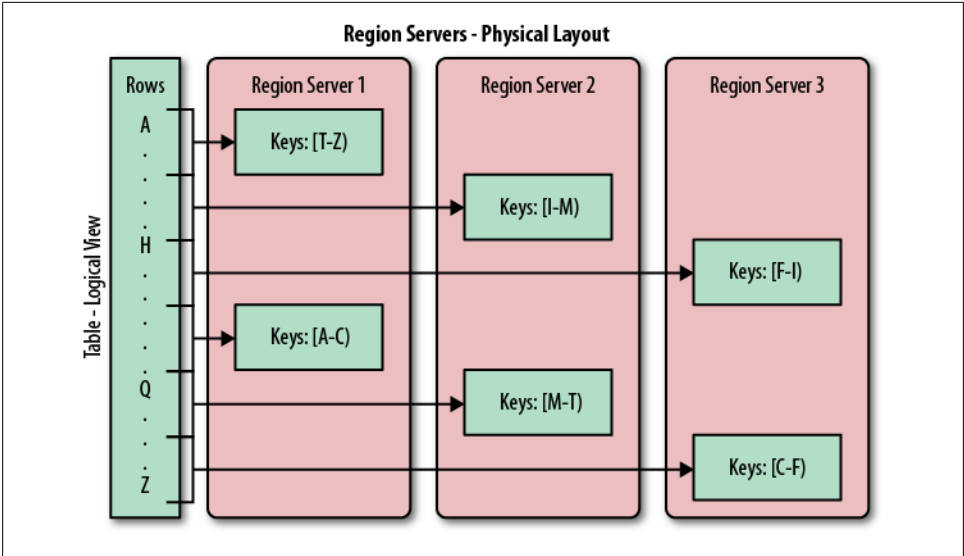 Region Servers - Physical Layout
Table - Logical View
Rows
A
.
.
.
.
H
.
.
.
.
Q
.
.
.
Z
Region Server 1
Keys: [T-Z)
Keys: [A-C)
Region Server 2
Keys: [I-M)
Keys: [M-T)
Region Server 3
Keys: [F-I)
Keys: [C-F)